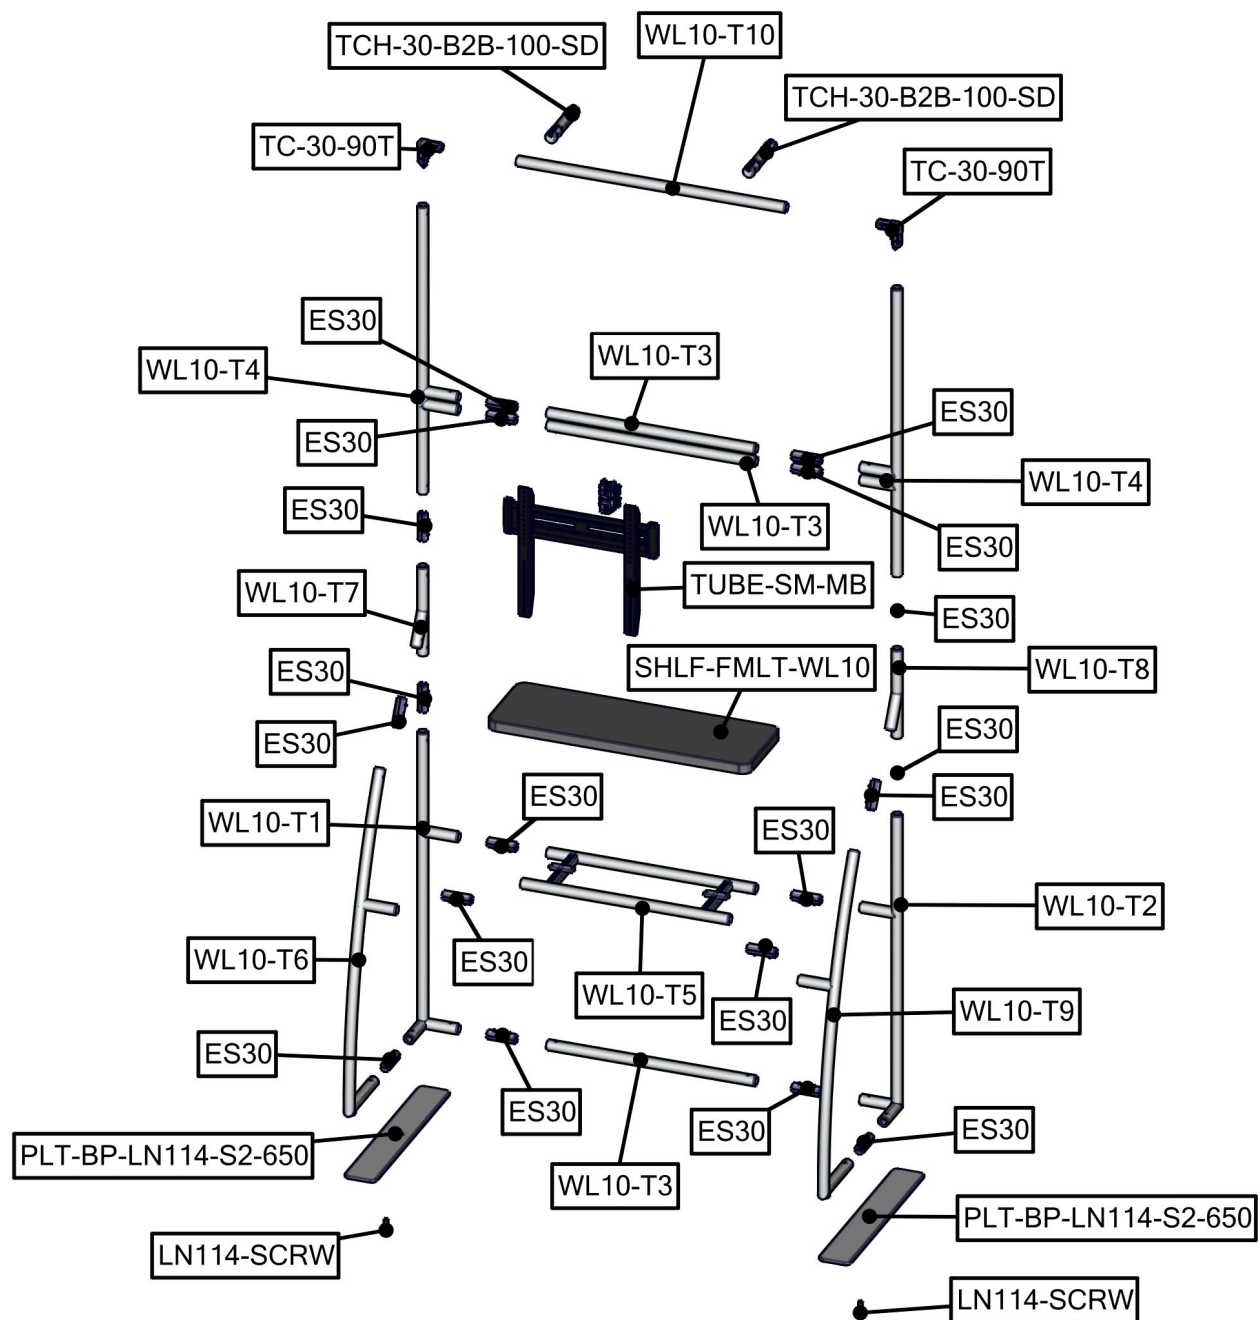 WL10-T10
TCH-30-B2B-100-SD
TCH-30-B2B-100-SD
TC-30-90T
TC-30-90T
ES30
WL10-T3
WL10-T4
ES30
ES30
WL10-T4
ES30
WL10-T3
ES30
TUBE-SM-MB
WL10-T7
ES30
SHLF-FMLT-WL10
WL10-T8
ES30
ES30
ES30
ES30
ES30
WL10-T1
ES30
WL10-T2
WL10-T6
ES30
WL10-T5
ES30
WL10-T9
ES30
ES30
ES30
ES30
PLT-BP-LN114-S2-650
WL10-T3
PLT-BP-LN114-S2-650
LN114-SCRW
LN114-SCRW